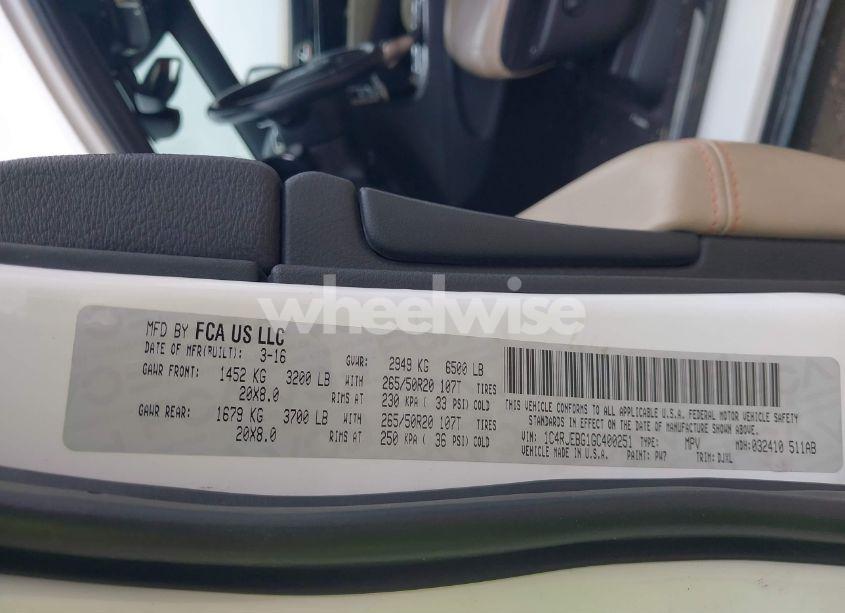 wheelwise
MFD BY FCA US LLC
DATE OF MFR(BUILT): 3-16 GVWR: 2949 KG 6500 LB
GAWR FRONT: 1452 KG 3200 LB WITH 265/50R20 107T TIRES
20X8.0 RIMS AT 230 KPA ( 33 PSI) COLD
GAWR REAR: 1679 KG 3700 LB WITH 265/50R20 107T TIRES
20X8.0 RIMS AT 250 KPA ( 36 PSI) COLD
THIS VEHICLE CONFORMS TO ALL APPLICABLE U.S.A. FEDERAL MOTOR VEHICLE SAFETY
STANDARDS IN EFFECT ON THE DATE OF MANUFACTURE SHOWN ABOVE.
VIN: 1C4RJEBG1GC400251 TYPE: MPV MDH: 032410 511AB
VEHICLE MADE IN U.S.A. PAINT: PW7 TRIM: